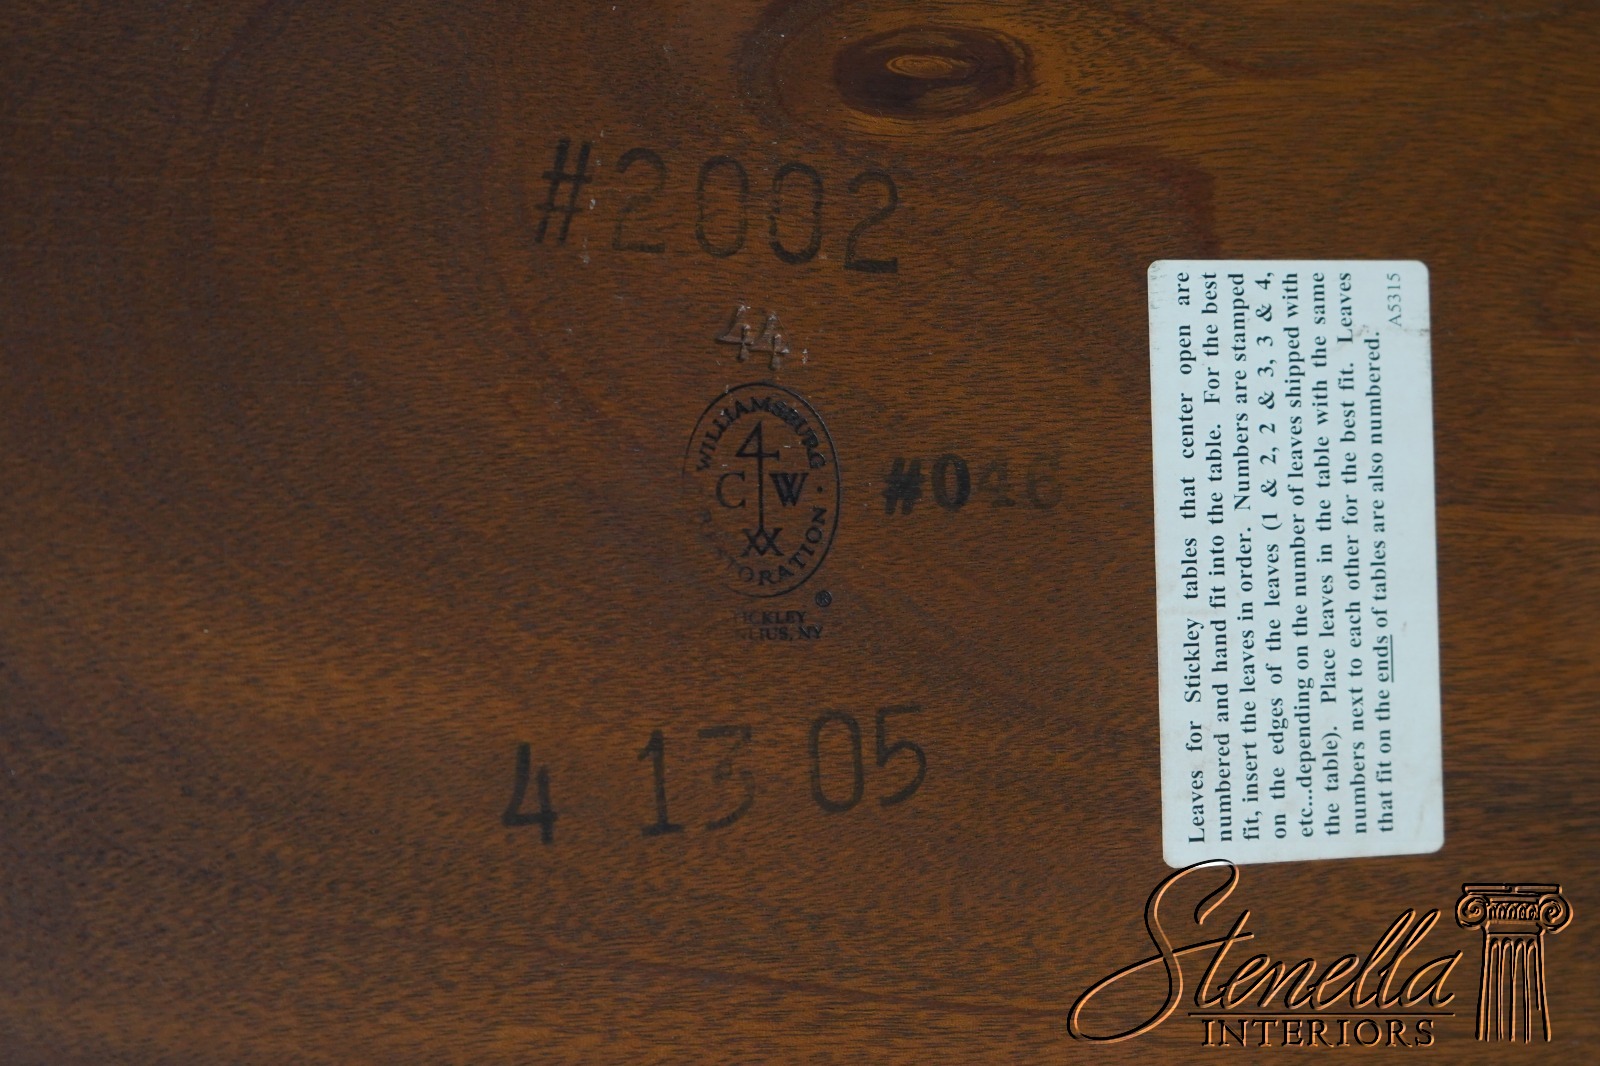 #2002
44
WILLIAMSBURG
C W
RESTORATION
®
STICKLEY
4 13 05
Leaves for Stickley tables that center open are
numbered and hand fit into the table. For the best
fit, insert the leaves in order. Numbers are stamped
on the edges of the leaves (1 & 2, 2 & 3, 3 & 4,
etc...depending on the number of leaves shipped with
the table). Place leaves in the table with the same
numbers next to each other for the best fit. Leaves
that fit on the ends of tables are also numbered.
A5315
Stenella
INTERIORS